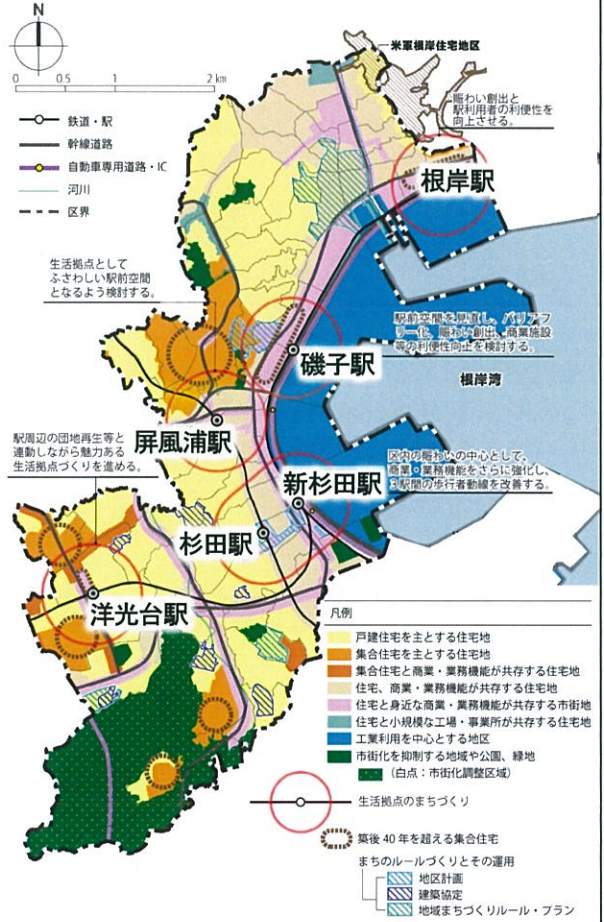 N
0 0.5 1 2 km
鉄道・駅
幹線道路
自動車専用道路・IC
河川
区界
米軍根岸住宅地区
賑わい創出と
駅利用者の利便性を
向上させる。
根岸駅
生活拠点として
ふさわしい駅前空間
となるよう検討する。
駅前空間を見直し、バリアフ
リー化、賑わい創出、商業施設
等の利便性向上を検討する。
磯子駅
根岸湾
屏風浦駅
駅周辺の団地再生等と
連動しながら魅力ある
生活拠点づくりを進める。
区内の賑わいの中心として、
商業・業務機能をさらに強化し、
3駅間の歩行者動線を改善する。
新杉田駅
杉田駅
洋光台駅
凡例
戸建住宅を主とする住宅地
集合住宅を主とする住宅地
集合住宅と商業・業務機能が共存する住宅地
住宅、商業・業務機能が共存する住宅地
住宅と身近な商業・業務機能が共存する市街地
住宅と小規模な工場・事業所が共存する住宅地
工業利用を中心とする地区
市街化を抑制する地域や公園、緑地
（白点：市街化調整区域）
生活拠点のまちづくり
築後 40 年を超える集合住宅
まちのルールづくりとその運用
地区計画
建築協定
地域まちづくりルール・プラン